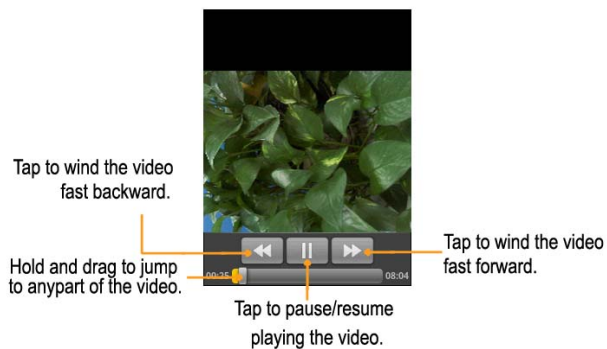 Tap to wind the video
fast backward.
Tap to wind the video
fast forward.
Hold and drag to jump
to anypart of the video.
00:25
08:04
Tap to pause/resume
playing the video.